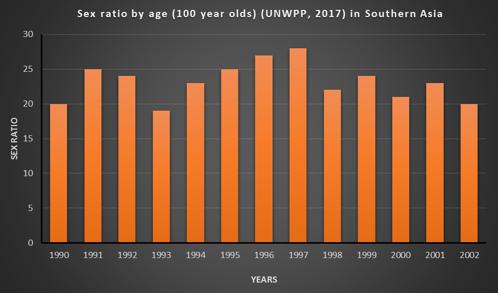 Sex ratio by age (100 year olds) (UNWPP, 2017) in Southern Asia
30
25
20
15
10
5
0
SEX RATIO
1990 1991 1992 1993 1994 1995 1996 1997 1998 1999 2000 2001 2002
YEARS